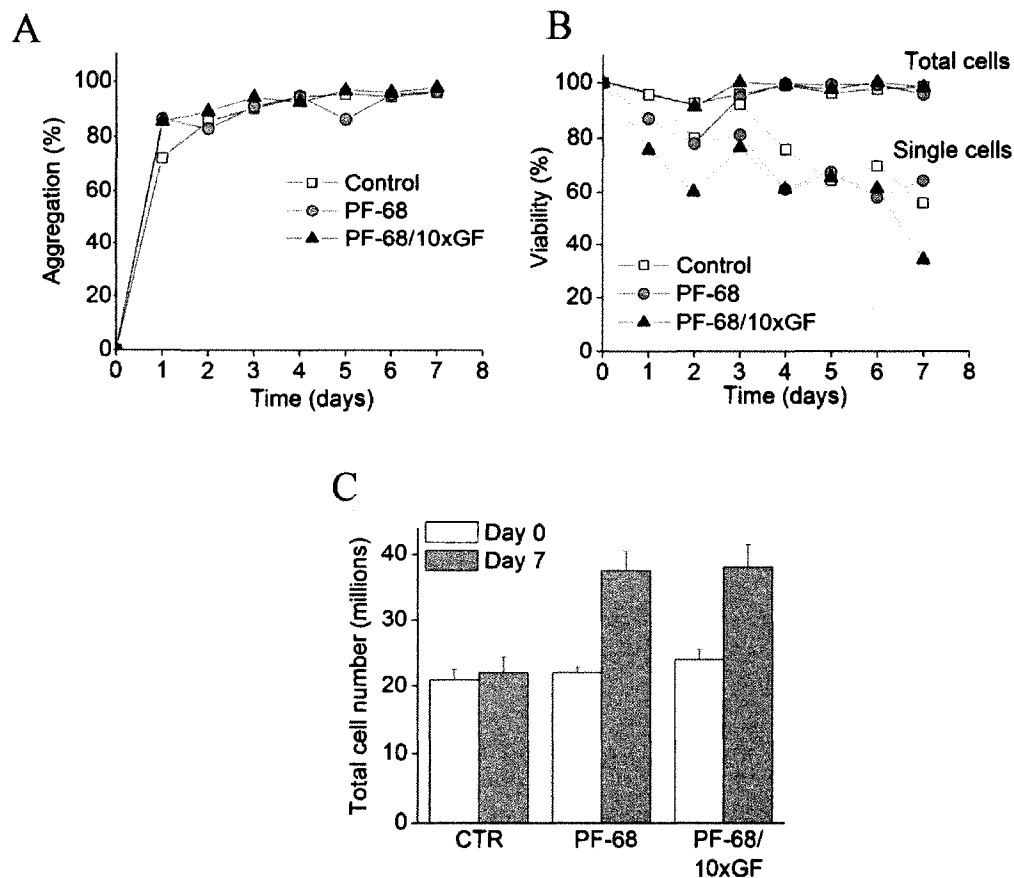 A
Aggregation (%)
100
80
60
40
20
0
0 1 2 3 4 5 6 7 8
Time (days)
Control
PF-68
PF-68/10xGF
B
Viability (%)
100
80
60
40
20
0
0 1 2 3 4 5 6 7 8
Time (days)
Total cells
Single cells
Control
PF-68
PF-68/10xGF
C
Total cell number (millions)
40
30
20
10
0
Day 0
Day 7
CTR PF-68 PF-68/
10xGF